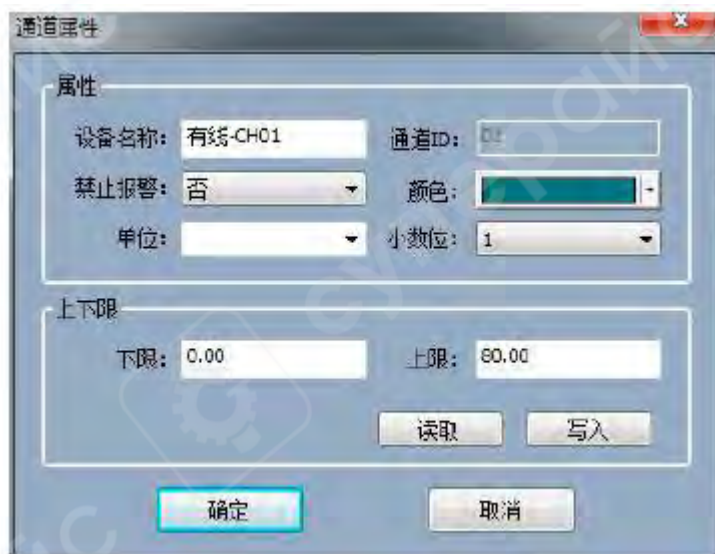 通道属性
属性
设备名称: 有线-CH01 通道ID: 01
禁止报警: 否 颜色:
单位: 小数位: 1
上下限
下限: 0.00 上限: 80.00
读取 写入
确定 取消
супрайс